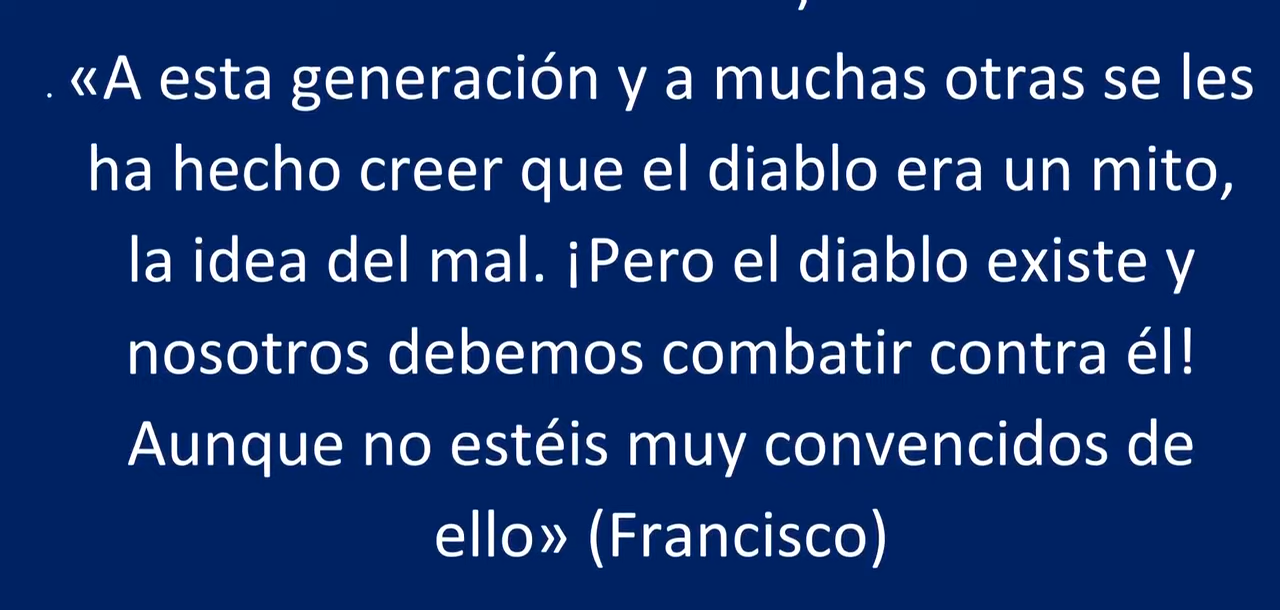 . «A esta generación y a muchas otras se les
ha hecho creer que el diablo era un mito,
la idea del mal. ¡Pero el diablo existe y
nosotros debemos combatir contra él!
Aunque no estéis muy convencidos de
ello» (Francisco)